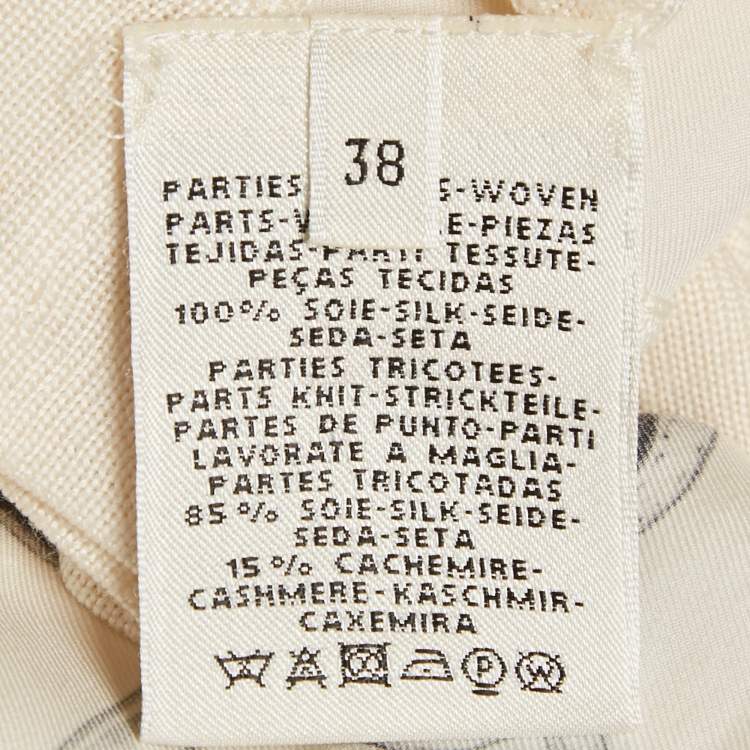 38
PARTIES S-WOVEN
PARTS-W E-PIEZAS
TEJIDAS-PARTI TESSUTE-
PEÇAS TECIDAS
100% SOIE-SILK-SEIDE-
SEDA-SETA
PARTIES TRICOTEES-
PARTS KNIT-STRICKTEILE-
PARTES DE PUNTO-PARTI
LAVORATE A MAGLIA-
PARTES TRICOTADAS
85% SOIE-SILK-SEIDE-
SEDA-SETA
15% CACHEMIRE-
CASHMERE-KASCHMIR-
CAXEMIRA
P W